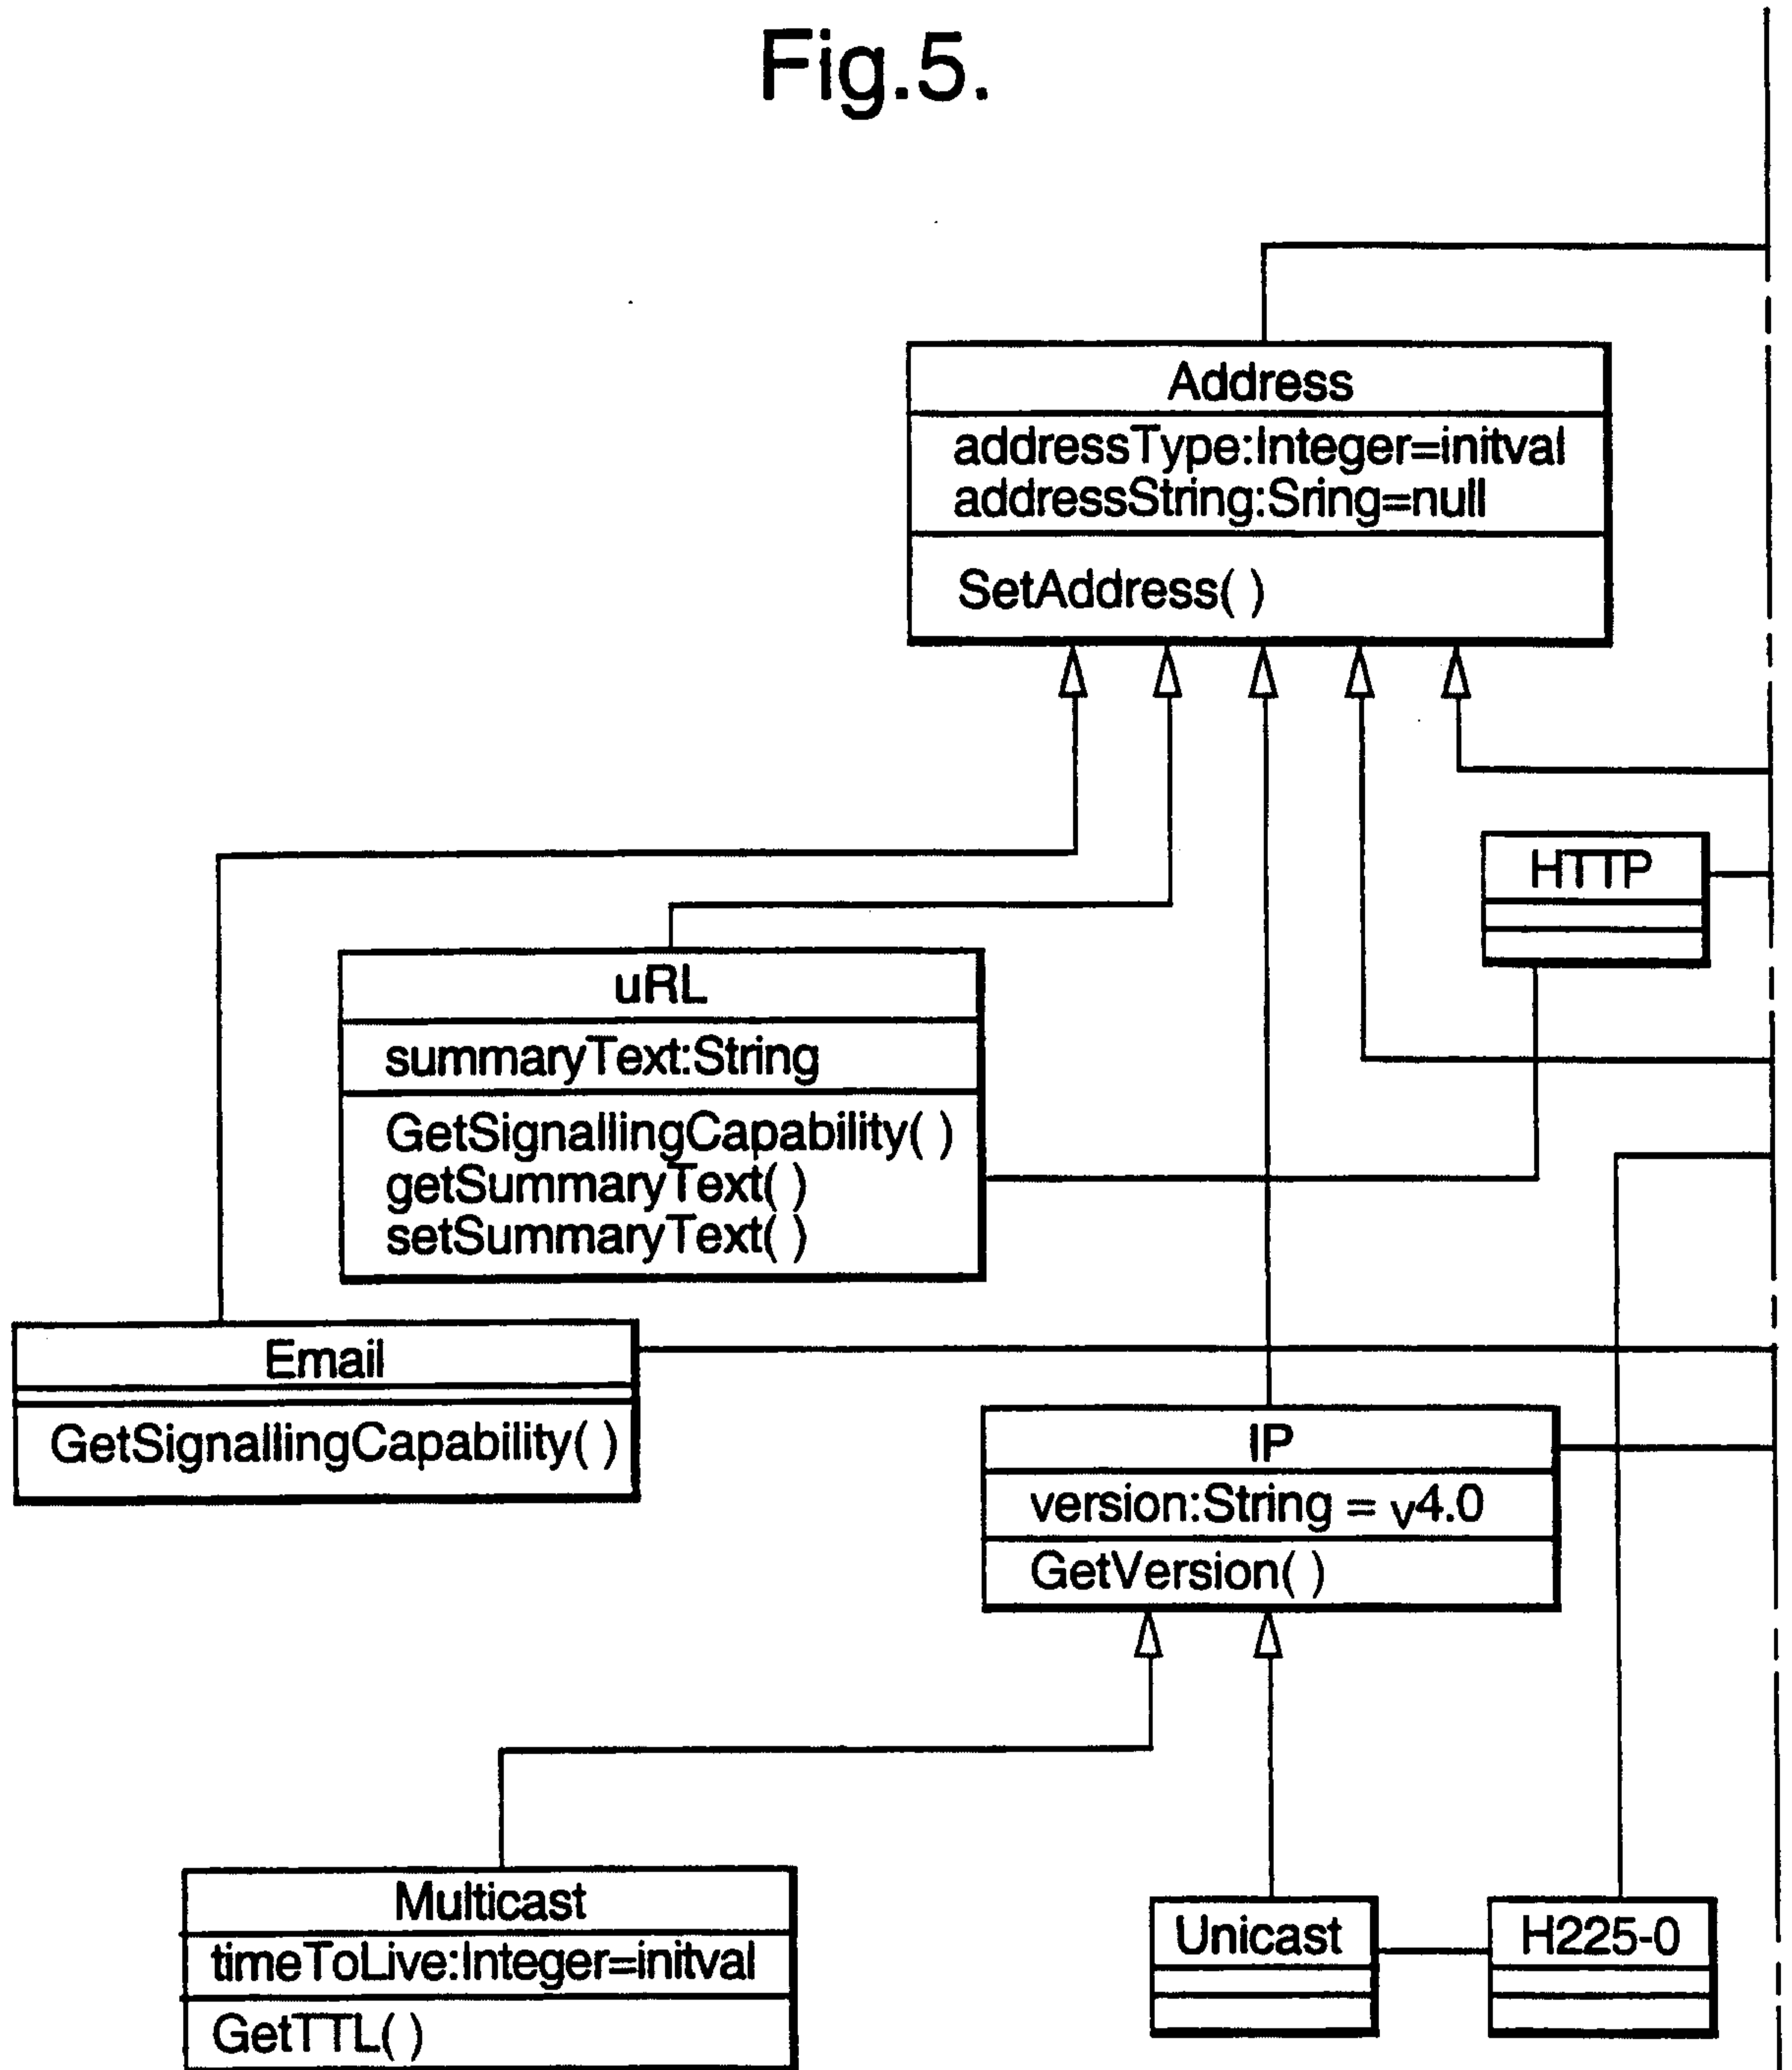 Fig.5.
Address
addressType:Integer=initval
addressString:Sring=null
SetAddress( )
HTTP
uRL
summaryText:String
GetSignallingCapability( )
getSummaryText( )
setSummaryText( )
Email
GetSignallingCapability( )
IP
version:String = v4.0
GetVersion( )
Multicast
timeToLive:Integer=initval
GetTTL( )
Unicast
H225-0